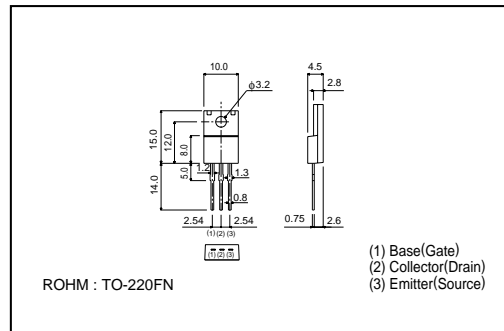 10.0
4.5
φ3.2
2.8
15.0
12.0
8.0
5.0
14.0
1.2
1.3
0.8
2.54
2.54
0.75
2.6
(1) (2) (3)
(1) (2) (3)
ROHM : TO-220FN
(1) Base(Gate)
(2) Collector(Drain)
(3) Emitter(Source)